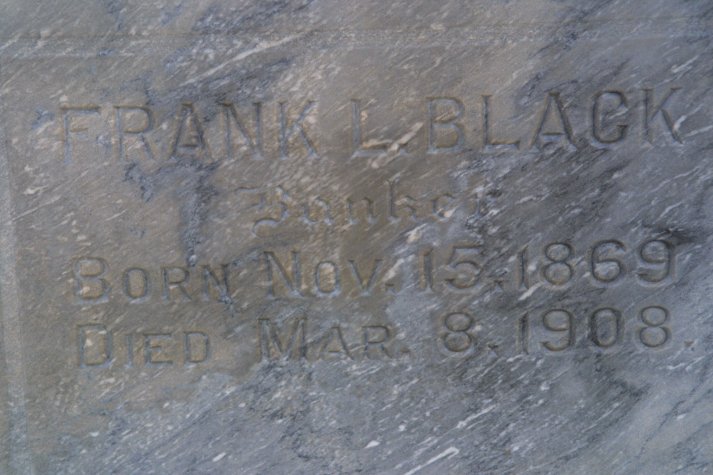 FRANK L. BLACK
Banker
BORN NOV. 15, 1869
DIED MAR. 8, 1908.